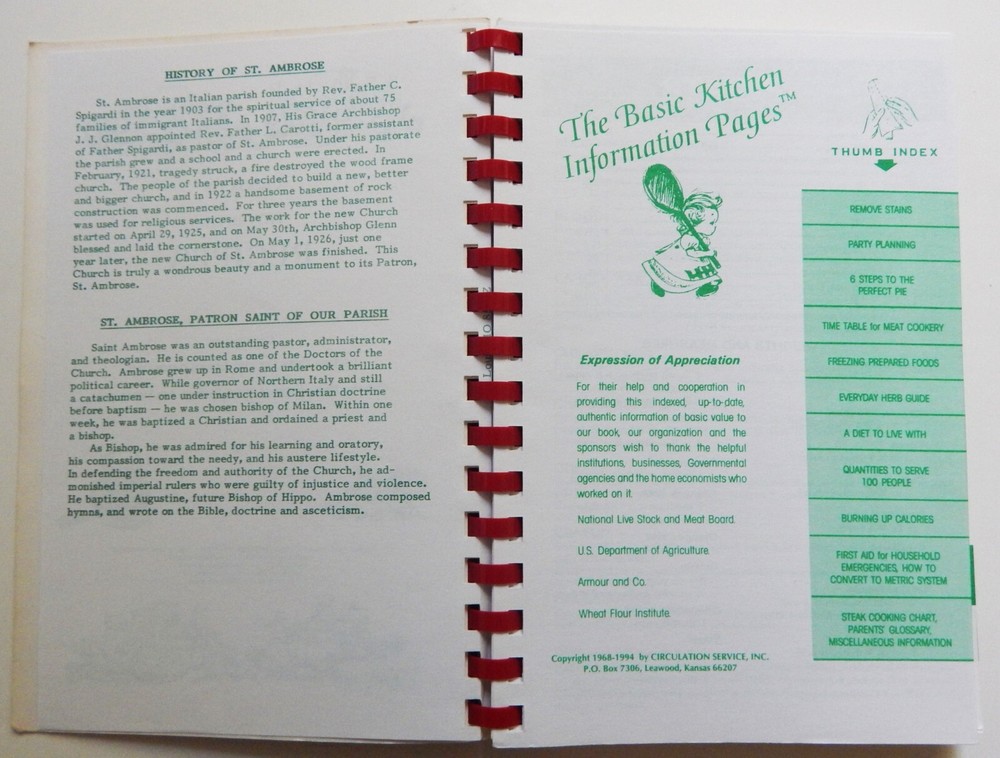 HISTORY OF ST. AMBROSE
St. Ambrose is an Italian parish founded by Rev. Father C.
Spigardi in the year 1903 for the spiritual service of about 75
families of immigrant Italians. In 1907, His Grace Archbishop
J. J. Glennon appointed Rev. Father L. Carotti, former assistant
of Father Spigardi, as pastor of St. Ambrose. Under his pastorate
the parish grew and a school and a church were erected. In
February, 1921, tragedy struck, a fire destroyed the wood frame
church. The people of the parish decided to build a new, better
and bigger church, and in 1922 a handsome basement of rock
construction was commenced. For three years the basement
was used for religious services. The work for the new Church
started on April 29, 1925, and on May 30th, Archbishop Glenn
blessed and laid the cornerstone. On May 1, 1926, just one
year later, the new Church of St. Ambrose was finished. This
Church is truly a wondrous beauty and a monument to its Patron,
St. Ambrose.
ST. AMBROSE, PATRON SAINT OF OUR PARISH
Saint Ambrose was an outstanding pastor, administrator,
and theologian. He is counted as one of the Doctors of the
Church. Ambrose grew up in Rome and undertook a brilliant
political career. While governor of Northern Italy and still
a catachumen — one under instruction in Christian doctrine
before baptism — he was chosen bishop of Milan. Within one
week, he was baptized a Christian and ordained a priest and
a bishop.
As Bishop, he was admired for his learning and oratory,
his compassion toward the needy, and his austere lifestyle.
In defending the freedom and authority of the Church, he ad-
monished imperial rulers who were guilty of injustice and violence.
He baptized Augustine, future Bishop of Hippo. Ambrose composed
hymns, and wrote on the Bible, doctrine and asceticism.
The Basic Kitchen
Information Pages™
Expression of Appreciation
For their help and cooperation in
providing this indexed, up-to-date,
authentic information of basic value to
our book, our organization and the
sponsors wish to thank the helpful
institutions, businesses, Governmental
agencies and the home economists who
worked on it.
National Live Stock and Meat Board.
U.S. Department of Agriculture.
Armour and Co.
Wheat Flour Institute.
Copyright 1968-1994 by CIRCULATION SERVICE, INC.
P.O. Box 7306, Leawood, Kansas 66207
THUMB INDEX
REMOVE STAINS
PARTY PLANNING
6 STEPS TO THE
PERFECT PIE
TIME TABLE for MEAT COOKERY
FREEZING PREPARED FOODS
EVERYDAY HERB GUIDE
A DIET TO LIVE WITH
QUANTITIES TO SERVE
100 PEOPLE
BURNING UP CALORIES
FIRST AID for HOUSEHOLD
EMERGENCIES, HOW TO
CONVERT TO METRIC SYSTEM
STEAK COOKING CHART,
PARENTS' GLOSSARY,
MISCELLANEOUS INFORMATION